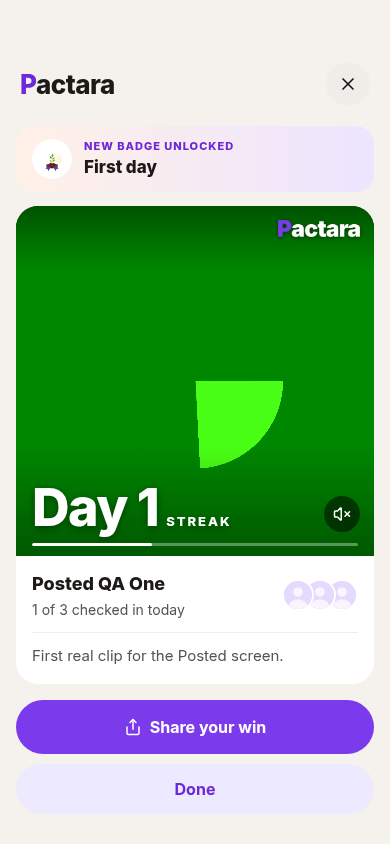 Pactara
NEW BADGE UNLOCKED
First day
Pactara
Day 1 STREAK
Posted QA One
1 of 3 checked in today
First real clip for the Posted screen.
Share your win
Done